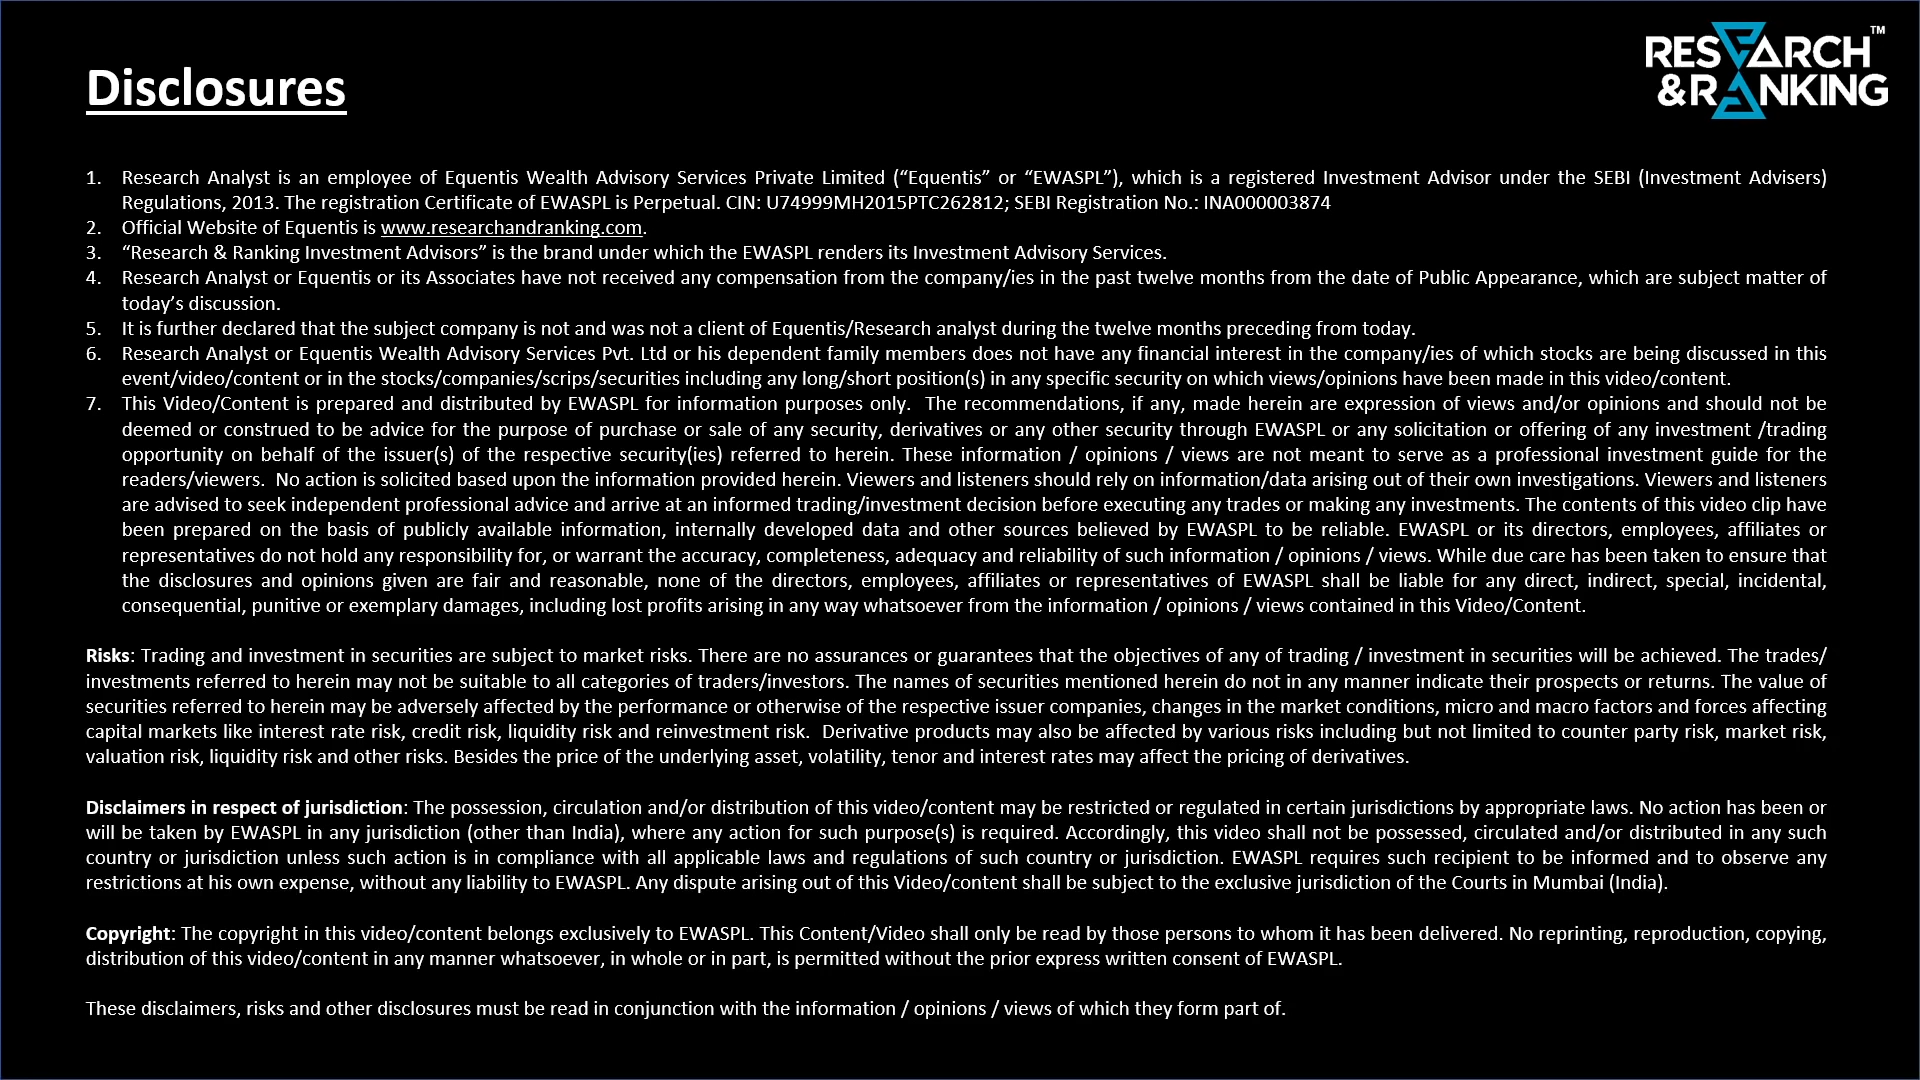 RESEARCH™
&RANKING
Disclosures
1. Research Analyst is an employee of Equentis Wealth Advisory Services Private Limited (“Equentis” or “EWASPL”), which is a registered Investment Advisor under the SEBI (Investment Advisers)
Regulations, 2013. The registration Certificate of EWASPL is Perpetual. CIN: U74999MH2015PTC262812; SEBI Registration No.: INA000003874
2. Official Website of Equentis is www.researchandranking.com.
3. “Research & Ranking Investment Advisors” is the brand under which the EWASPL renders its Investment Advisory Services.
4. Research Analyst or Equentis or its Associates have not received any compensation from the company/ies in the past twelve months from the date of Public Appearance, which are subject matter of
today’s discussion.
5. It is further declared that the subject company is not and was not a client of Equentis/Research analyst during the twelve months preceding from today.
6. Research Analyst or Equentis Wealth Advisory Services Pvt. Ltd or his dependent family members does not have any financial interest in the company/ies of which stocks are being discussed in this
event/video/content or in the stocks/companies/scrips/securities including any long/short position(s) in any specific security on which views/opinions have been made in this video/content.
7. This Video/Content is prepared and distributed by EWASPL for information purposes only. The recommendations, if any, made herein are expression of views and/or opinions and should not be
deemed or construed to be advice for the purpose of purchase or sale of any security, derivatives or any other security through EWASPL or any solicitation or offering of any investment /trading
opportunity on behalf of the issuer(s) of the respective security(ies) referred to herein. These information / opinions / views are not meant to serve as a professional investment guide for the
readers/viewers. No action is solicited based upon the information provided herein. Viewers and listeners should rely on information/data arising out of their own investigations. Viewers and listeners
are advised to seek independent professional advice and arrive at an informed trading/investment decision before executing any trades or making any investments. The contents of this video clip have
been prepared on the basis of publicly available information, internally developed data and other sources believed by EWASPL to be reliable. EWASPL or its directors, employees, affiliates or
representatives do not hold any responsibility for, or warrant the accuracy, completeness, adequacy and reliability of such information / opinions / views. While due care has been taken to ensure that
the disclosures and opinions given are fair and reasonable, none of the directors, employees, affiliates or representatives of EWASPL shall be liable for any direct, indirect, special, incidental,
consequential, punitive or exemplary damages, including lost profits arising in any way whatsoever from the information / opinions / views contained in this Video/Content.
Risks: Trading and investment in securities are subject to market risks. There are no assurances or guarantees that the objectives of any of trading / investment in securities will be achieved. The trades/
investments referred to herein may not be suitable to all categories of traders/investors. The names of securities mentioned herein do not in any manner indicate their prospects or returns. The value of
securities referred to herein may be adversely affected by the performance or otherwise of the respective issuer companies, changes in the market conditions, micro and macro factors and forces affecting
capital markets like interest rate risk, credit risk, liquidity risk and reinvestment risk. Derivative products may also be affected by various risks including but not limited to counter party risk, market risk,
valuation risk, liquidity risk and other risks. Besides the price of the underlying asset, volatility, tenor and interest rates may affect the pricing of derivatives.
Disclaimers in respect of jurisdiction: The possession, circulation and/or distribution of this video/content may be restricted or regulated in certain jurisdictions by appropriate laws. No action has been or
will be taken by EWASPL in any jurisdiction (other than India), where any action for such purpose(s) is required. Accordingly, this video shall not be possessed, circulated and/or distributed in any such
country or jurisdiction unless such action is in compliance with all applicable laws and regulations of such country or jurisdiction. EWASPL requires such recipient to be informed and to observe any
restrictions at his own expense, without any liability to EWASPL. Any dispute arising out of this Video/content shall be subject to the exclusive jurisdiction of the Courts in Mumbai (India).
Copyright: The copyright in this video/content belongs exclusively to EWASPL. This Content/Video shall only be read by those persons to whom it has been delivered. No reprinting, reproduction, copying,
distribution of this video/content in any manner whatsoever, in whole or in part, is permitted without the prior express written consent of EWASPL.
These disclaimers, risks and other disclosures must be read in conjunction with the information / opinions / views of which they form part of.